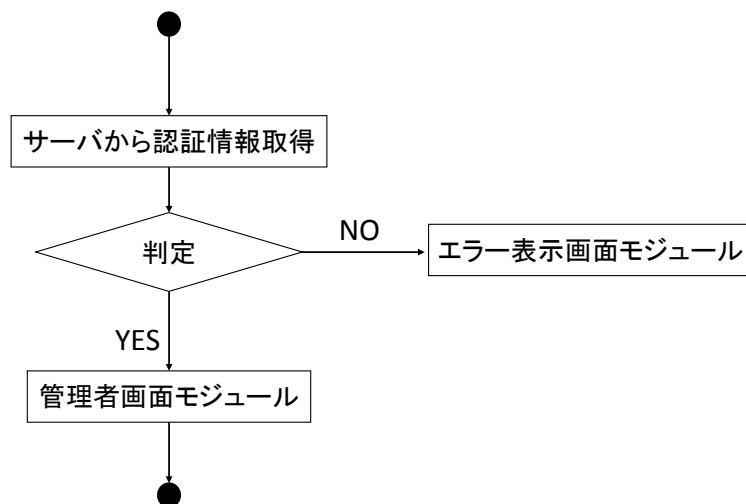 サーバから認証情報取得
判定
NO
エラー表示画面モジュール
YES
管理者画面モジュール